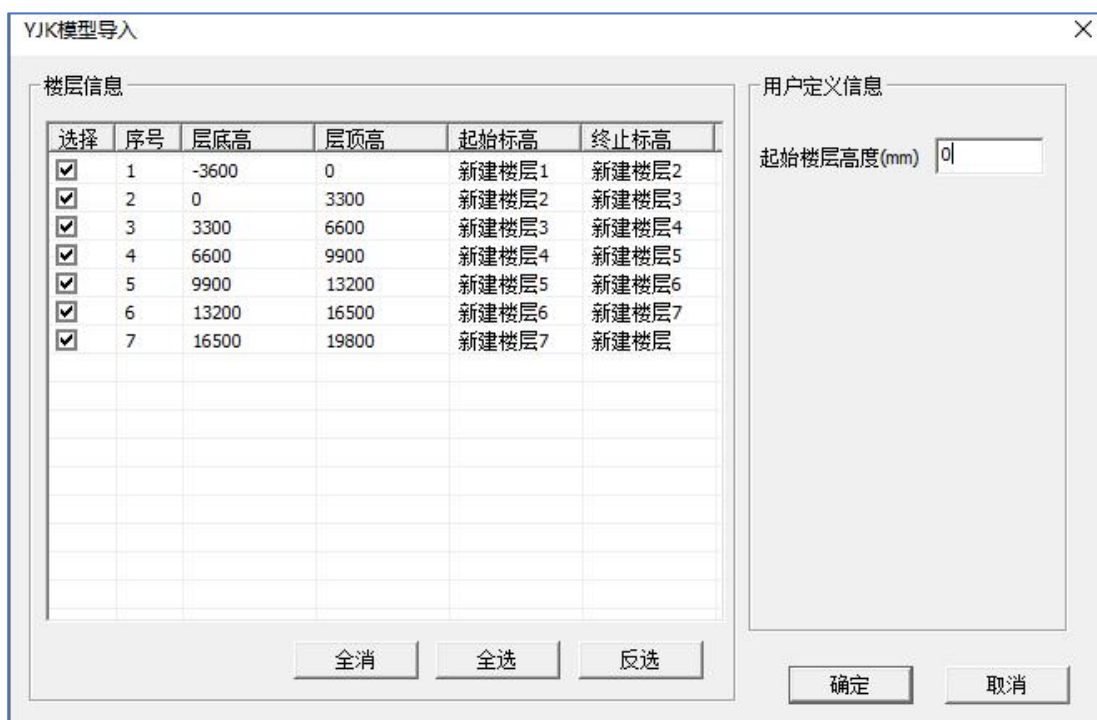 YJK模型导入
楼层信息
选择 序号 层底高 层顶高 起始标高 终止标高
1 -3600 0 新建楼层1 新建楼层2
2 0 3300 新建楼层2 新建楼层3
3 3300 6600 新建楼层3 新建楼层4
4 6600 9900 新建楼层4 新建楼层5
5 9900 13200 新建楼层5 新建楼层6
6 13200 16500 新建楼层6 新建楼层7
7 16500 19800 新建楼层7 新建楼层
全消 全选 反选
用户定义信息
起始楼层高度(mm) 0
确定 取消